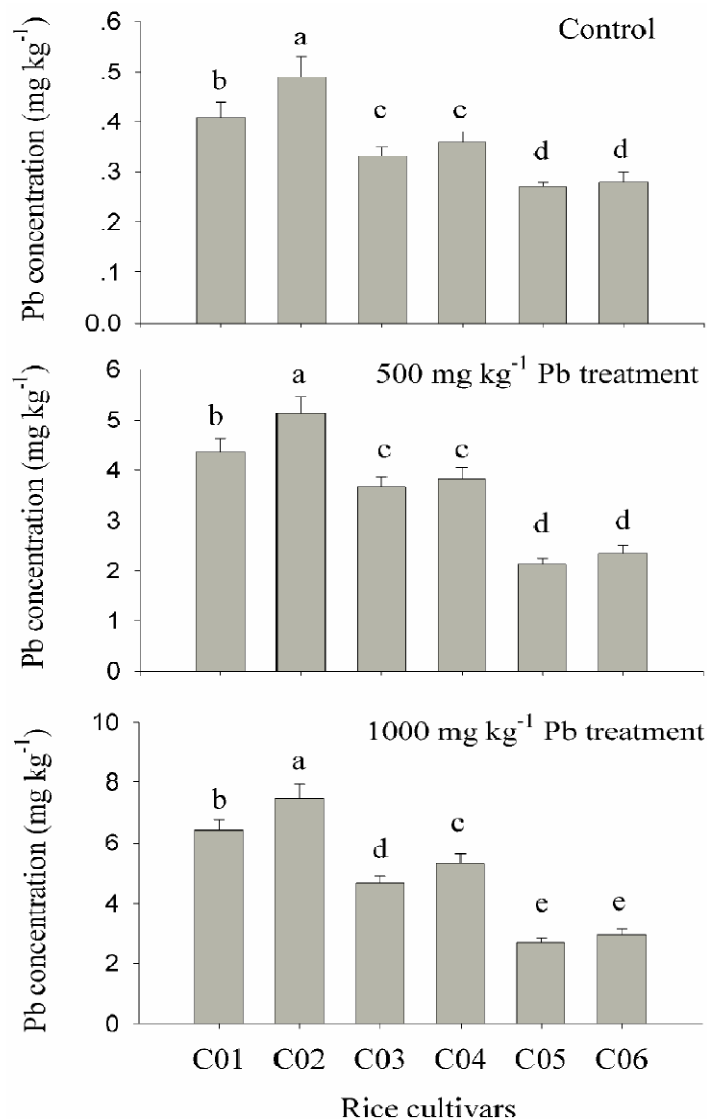 Control
Pb concentration (mg kg-1)
.6
.5
.4
.3
.2
.1
0.0
b
a
c
c
d
d
500 mg kg-1 Pb treatment
Pb concentration (mg kg-1)
6
5
4
3
2
1
0
b
a
c
c
d
d
1000 mg kg-1 Pb treatment
Pb concentration (mg kg-1)
10
8
6
4
2
0
b
a
d
c
e
e
C01 C02 C03 C04 C05 C06
Rice cultivars